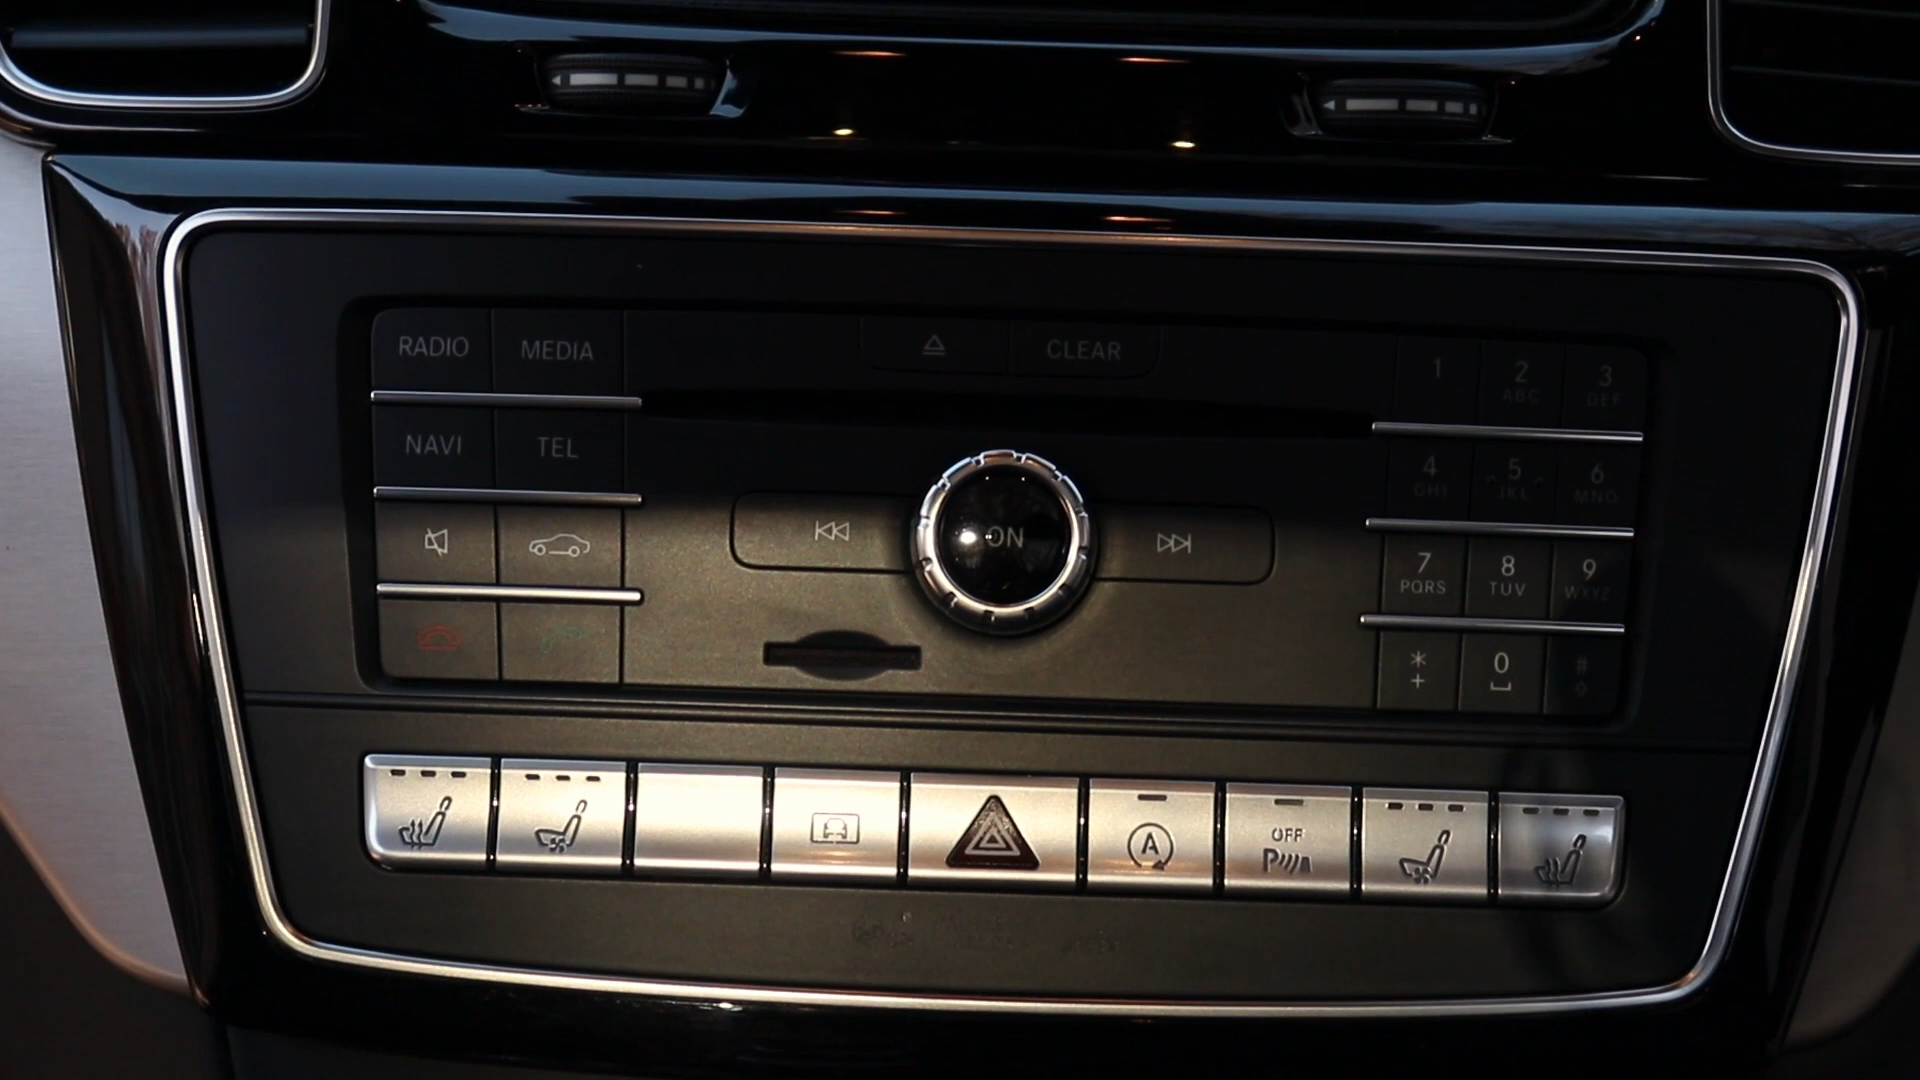 RADIO MEDIA CLEAR 1 2 3
ABC DEF
NAVI TEL 4 5 6
GHI JKL MNO
ON
7 8 9
PQRS TUV WXYZ
* 0 #
+
A OFF
P